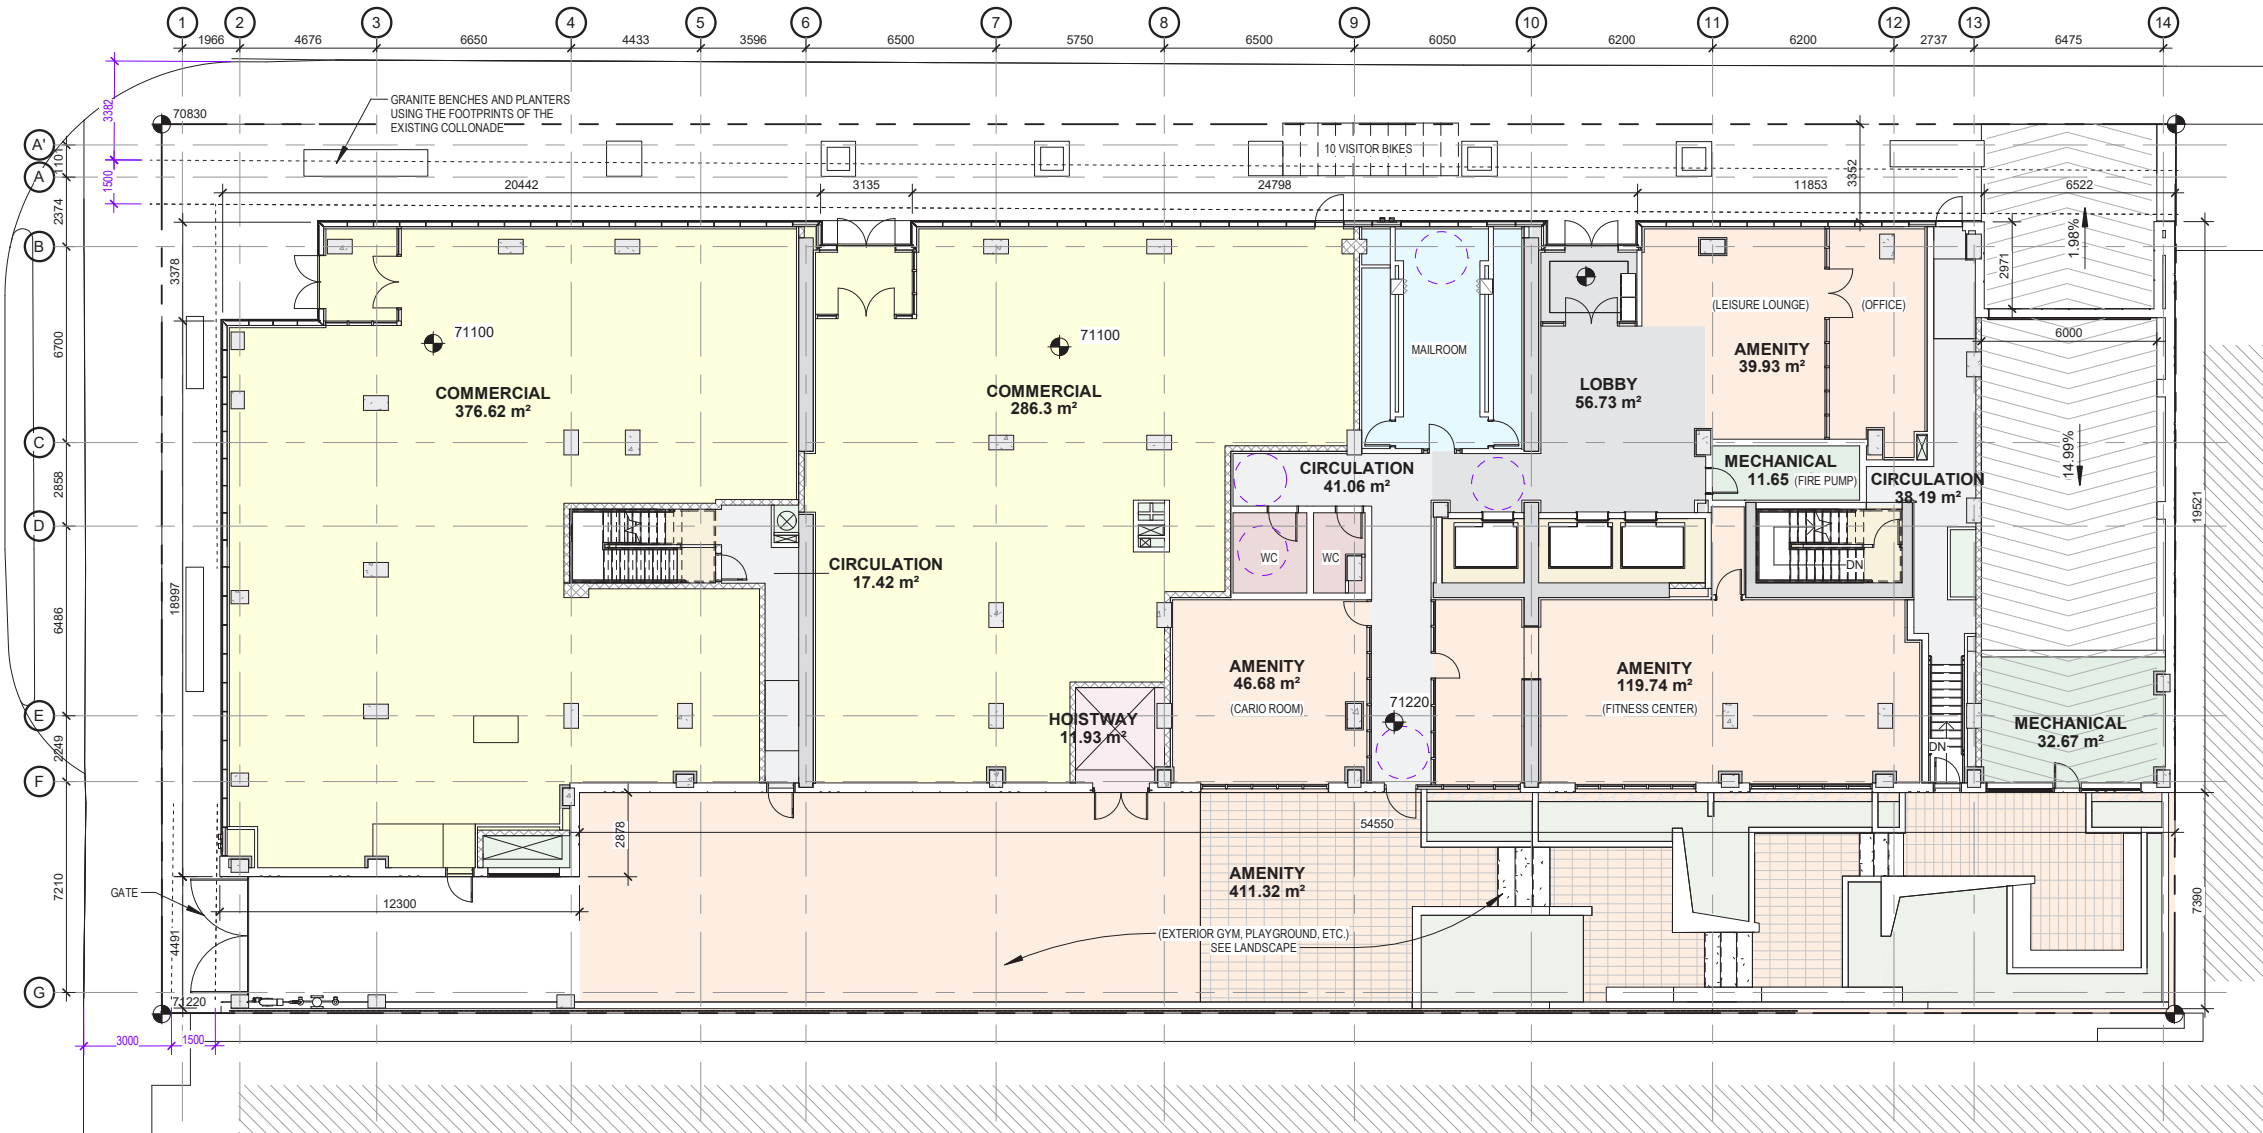 1 2 3 4 5 6 7 8 9 10 11 12 13 14
1966 4676 6650 4433 3596 6500 5750 6500 6050 6200 6200 2737 6475
3382
70830
GRANITE BENCHES AND PLANTERS
USING THE FOOTPRINTS OF THE
EXISTING COLLONADE
10 VISITOR BIKES
A'
1101
A
1500
2374
20442 3135 24798 11853 6522
3352
B
3378
2971
1.98%
6700
71100
71100
(LEISURE LOUNGE)
(OFFICE)
6000
MAILROOM
AMENITY
39.93 m²
COMMERCIAL
376.62 m²
COMMERCIAL
286.3 m²
LOBBY
56.73 m²
C
14.99%
2858
CIRCULATION
41.06 m²
MECHANICAL
11.65 (FIRE PUMP)
CIRCULATION
38.19 m²
D
19521
CIRCULATION
17.42 m²
WC
WC
DN
18997
6486
AMENITY
46.68 m²
(CARIO ROOM)
AMENITY
119.74 m²
(FITNESS CENTER)
71220
E
HOISTWAY
11.93 m²
MECHANICAL
32.67 m²
DN
2249
F
2878
54550
7210
GATE
AMENITY
411.32 m²
12300
7390
4491
(EXTERIOR GYM, PLAYGROUND, ETC.)
SEE LANDSCAPE
G
71220
3000 1500